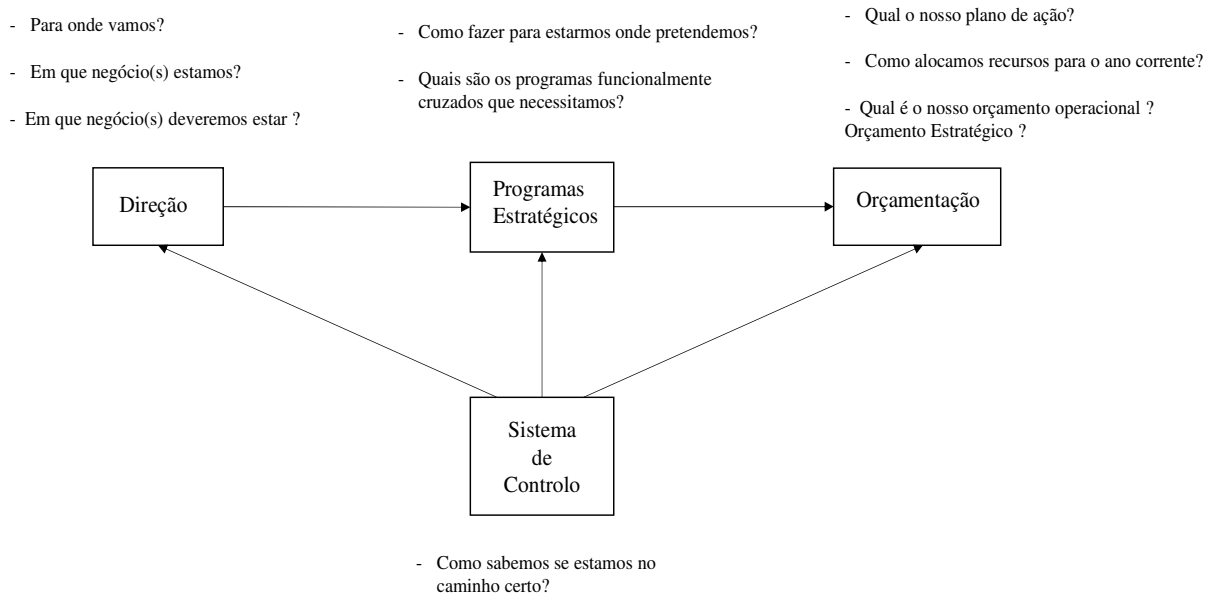 - Para onde vamos?
- Em que negócio(s) estamos?
- Em que negócio(s) deveremos estar ?
- Como fazer para estarmos onde pretendemos?
- Quais são os programas funcionalmente
cruzados que necessitamos?
- Qual o nosso plano de ação?
- Como alocamos recursos para o ano corrente?
- Qual é o nosso orçamento operacional ?
Orçamento Estratégico ?
Direção
Programas
Estratégicos
Orçamentação
Sistema
de
Controlo
- Como sabemos se estamos no
caminho certo?